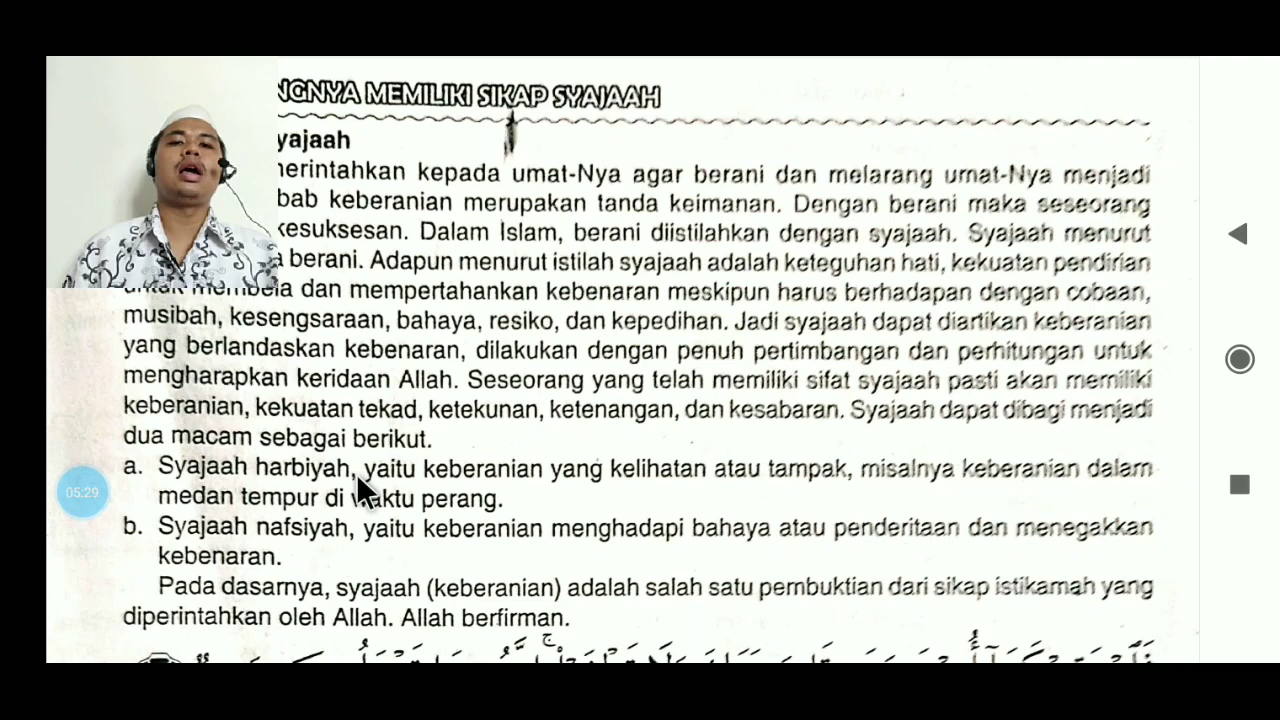 MEMILIKI SIKAP SYAJAAH
kepada umat-Nya agar berani dan melarang umat-Nya menjadi
keberanian merupakan tanda keimanan. Dengan berani maka seseorang
kesuksesan. Dalam Islam, berani diistilahkan dengan syajaah. Syajaah menurut
berani. Adapun menurut istilah syajaah adalah keteguhan hati, kekuatan pendirian
membela dan mempertahankan kebenaran meskipun harus berhadapan dengan cobaan,
musibah, kesengsaraan, bahaya, resiko, dan kepedihan. Jadi syajaah dapat diartikan keberanian
yang berlandaskan kebenaran, dilakukan dengan penuh pertimbangan dan perhitungan untuk
mengharapkan keridaan Allah. Seseorang yang telah memiliki sifat syajaah pasti akan memiliki
keberanian, kekuatan tekad, ketekunan, ketenangan, dan kesabaran. Syajaah dapat dibagi menjadi
dua macam sebagai berikut.
a. Syajaah harbiyah, yaitu keberanian yang kelihatan atau tampak, misalnya keberanian dalam
medan tempur di waktu perang.
05:29
b. Syajaah nafsiyah, yaitu keberanian menghadapi bahaya atau penderitaan dan menegakkan
kebenaran.
Pada dasarnya, syajaah (keberanian) adalah salah satu pembuktian dari sikap istikamah yang
diperintahkan oleh Allah. Allah berfirman.